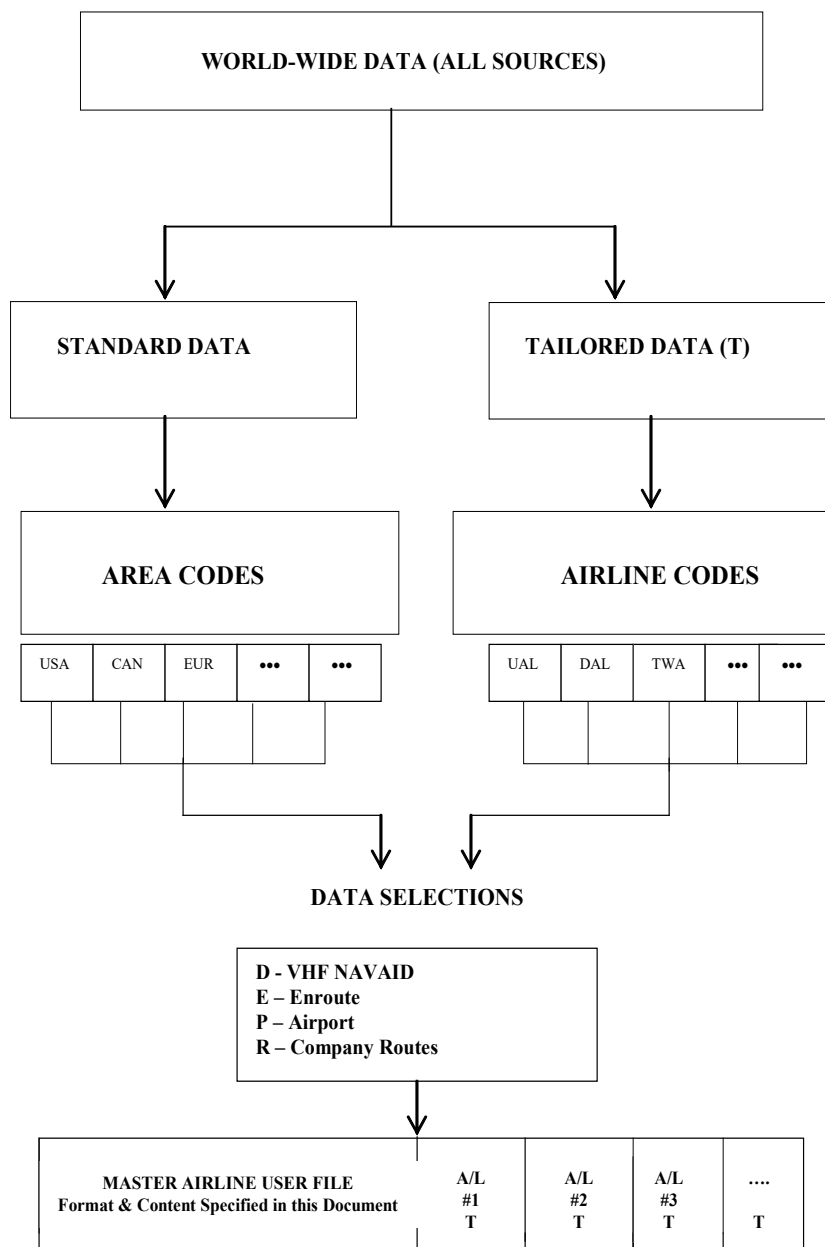 WORLD-WIDE DATA (ALL SOURCES)
STANDARD DATA
TAILORED DATA (T)
AREA CODES
AIRLINE CODES
USA CAN EUR ••• •••
UAL DAL TWA ••• •••
DATA SELECTIONS
D - VHF NAVAID
E – Enroute
P – Airport
R – Company Routes
MASTER AIRLINE USER FILE
Format & Content Specified in this Document
A/L
#1
T
A/L
#2
T
A/L
#3
T
....
T